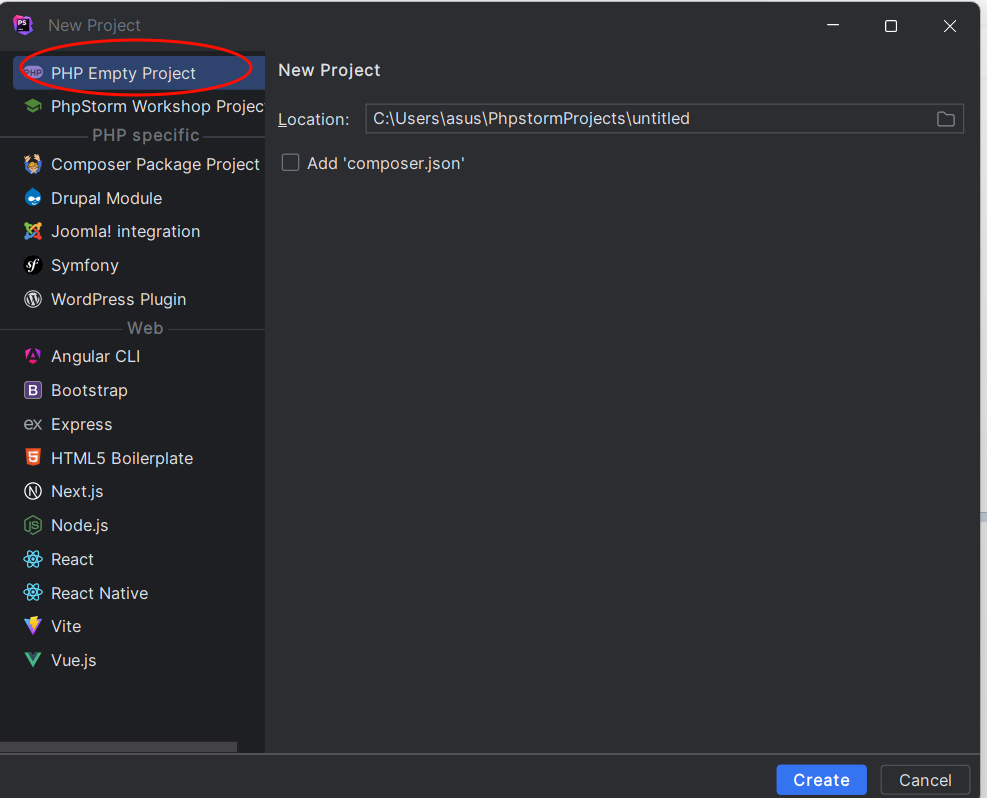 New Project
PHP Empty Project
PhpStorm Workshop Projec
PHP specific
Composer Package Project
Drupal Module
Joomla! integration
Symfony
WordPress Plugin
Web
Angular CLI
Bootstrap
Express
HTML5 Boilerplate
Next.js
Node.js
React
React Native
Vite
Vue.js
New Project
Location: C:\Users\asus\PhpstormProjects\untitled
Add 'composer.json'
Create
Cancel